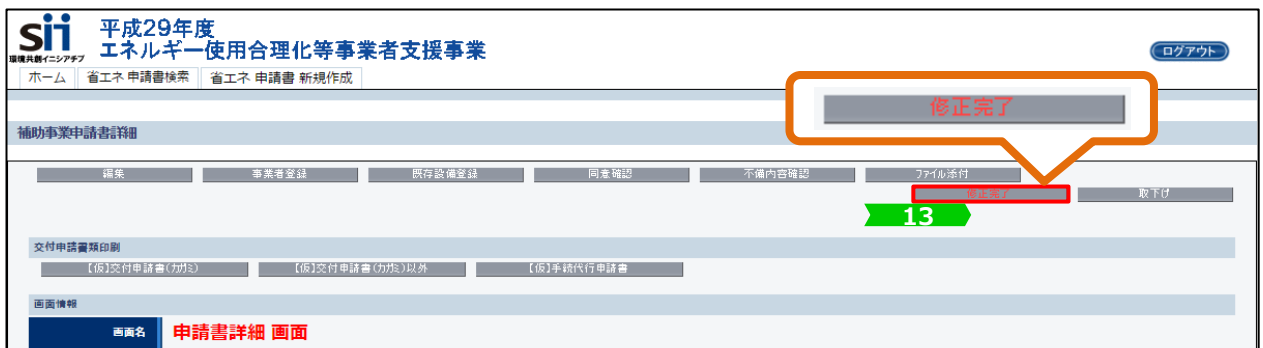 sii
環境共創イニシアチブ
平成29年度
エネルギー使用合理化等事業者支援事業
ログアウト
ホーム 省エネ 申請書検索 省エネ 申請書 新規作成
修正完了
補助事業申請書詳細
編集 事業者登録 既存設備登録 同意確認 不備内容確認 ファイル添付
修正完了 取下げ
13
交付申請書類印刷
【仮】交付申請書(カガミ) 【仮】交付申請書(カガミ)以外 【仮】手続代行申請書
画面情報
画面名 申請書詳細 画面